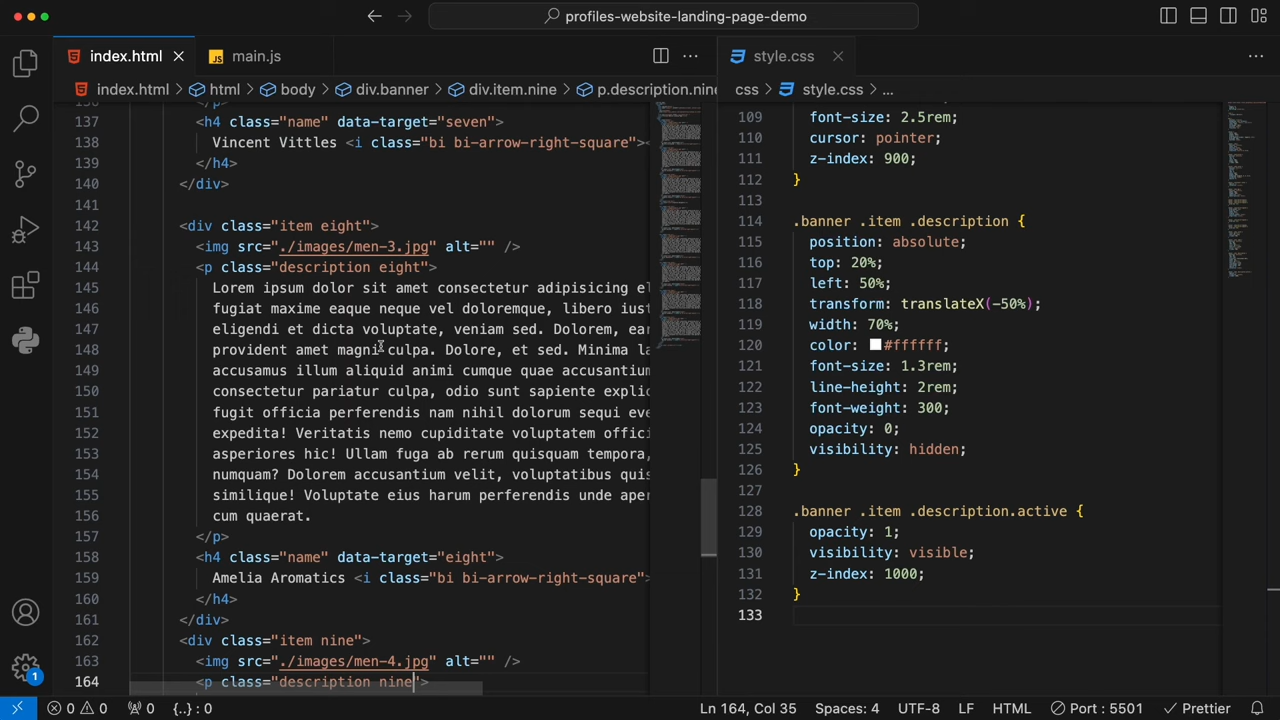 profiles-website-landing-page-demo
index.html
JS main.js
style.css
index.html > html > body > div.banner > div.item.nine > p.description.nine
css > style.css > ...
136
</p>
137 <h4 class="name" data-target="seven">
138 Vincent Vittles <i class="bi bi-arrow-right-square"><
139 </h4>
140 </div>
141
142 <div class="item eight">
143 <img src="./images/men-3.jpg" alt="" />
144 <p class="description eight">
145 Lorem ipsum dolor sit amet consectetur adipisicing el
146 fugiat maxime eaque neque vel doloremque, libero iust
147 eligendi et dicta voluptate, veniam sed. Dolorem, ear
148 provident amet magni culpa. Dolore, et sed. Minima la
149 accusamus illum aliquid animi cumque quae accusantium
150 consectetur pariatur culpa, odio sunt sapiente explic
151 fugit officia perferendis nam nihil dolorum sequi eve
152 expedita! Veritatis nemo cupiditate voluptatem offici
153 asperiores hic! Ullam fuga ab rerum quisquam tempora,
154 numquam? Dolorem accusantium velit, voluptatibus quis
155 similique! Voluptate eius harum perferendis unde aper
156 cum quaerat.
157 </p>
158 <h4 class="name" data-target="eight">
159 Amelia Aromatics <i class="bi bi-arrow-right-square">
160 </h4>
161 </div>
162 <div class="item nine">
163 <img src="./images/men-4.jpg" alt="" />
164 <p class="description nine">
109 font-size: 2.5rem;
110 cursor: pointer;
111 z-index: 900;
112 }
113
114 .banner .item .description {
115 position: absolute;
116 top: 20%;
117 left: 50%;
118 transform: translateX(-50%);
119 width: 70%;
120 color: #ffffff;
121 font-size: 1.3rem;
122 line-height: 2rem;
123 font-weight: 300;
124 opacity: 0;
125 visibility: hidden;
126 }
127
128 .banner .item .description.active {
129 opacity: 1;
130 visibility: visible;
131 z-index: 1000;
132 }
133
1
0 0 0 {..} : 0 Ln 164, Col 35 Spaces: 4 UTF-8 LF HTML Port : 5501 Prettier